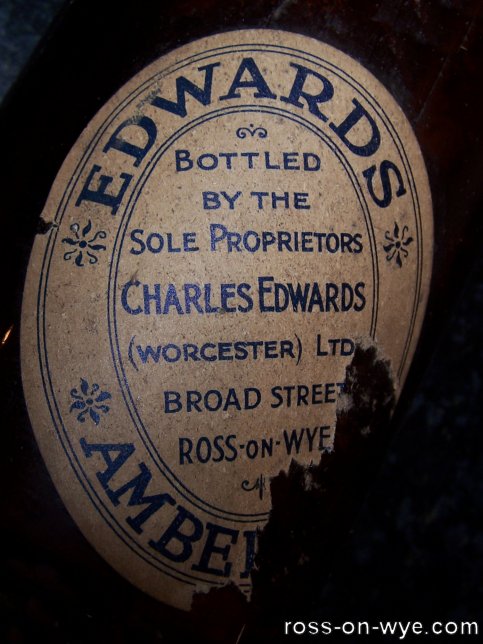 EDWARDS
BOTTLED
BY THE
SOLE PROPRIETORS
CHARLES EDWARDS
(WORCESTER) LTD
BROAD STREET
ROSS-ON-WYE
AMBER
ross-on-wye.com